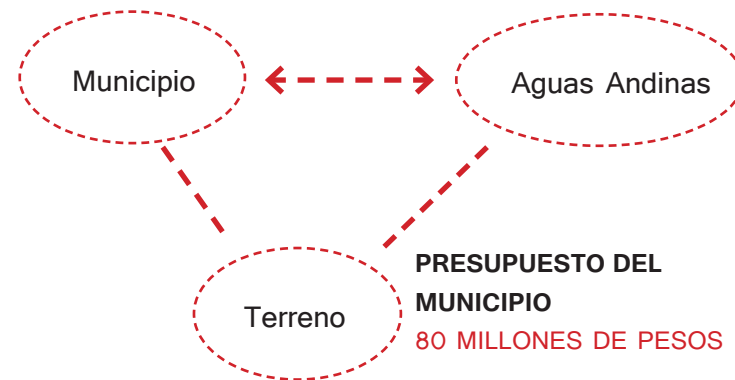 Municipio
Aguas Andinas
Terreno
PRESUPUESTO DEL
MUNICIPIO
80 MILLONES DE PESOS